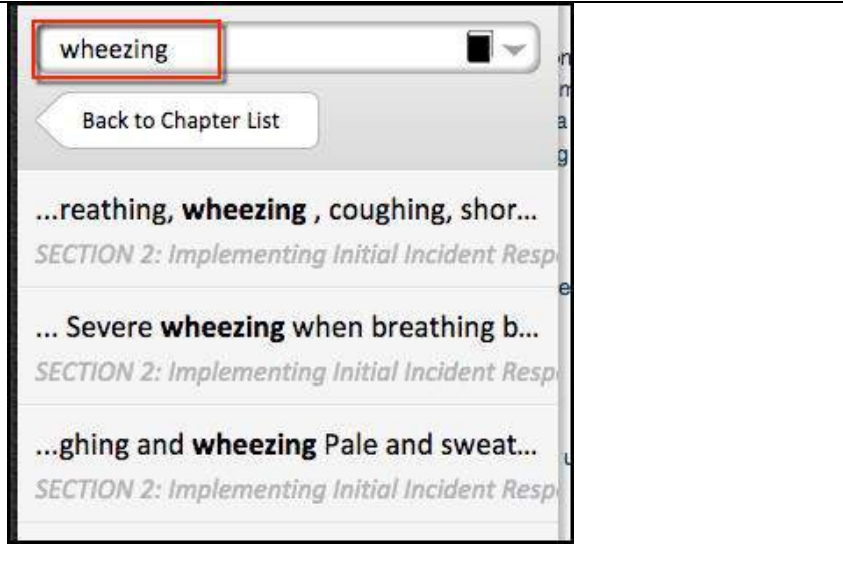 wheezing
Back to Chapter List
...reathing, wheezing , coughing, shor...
SECTION 2: Implementing Initial Incident Resp
... Severe wheezing when breathing b...
SECTION 2: Implementing Initial Incident Resp
...ghing and wheezing Pale and sweat...
SECTION 2: Implementing Initial Incident Resp